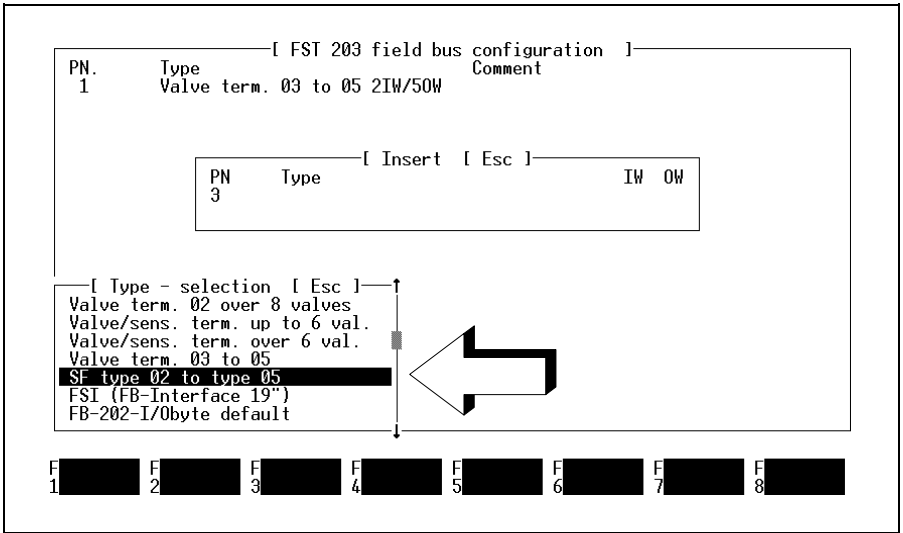 [ FST 203 field bus configuration ]
PN. Type Comment
1 Valve term. 03 to 05 2IW/5OW
[ Insert [ Esc ]
PN Type IW OW
3
[ Type - selection [ Esc ]
Valve term. 02 over 8 valves
Valve/sens. term. up to 6 val.
Valve/sens. term. over 6 val.
Valve term. 03 to 05
SF type 02 to type 05
FSI (FB-Interface 19")
FB-202-I/Obyte default
F1 F2 F3 F4 F5 F6 F7 F8